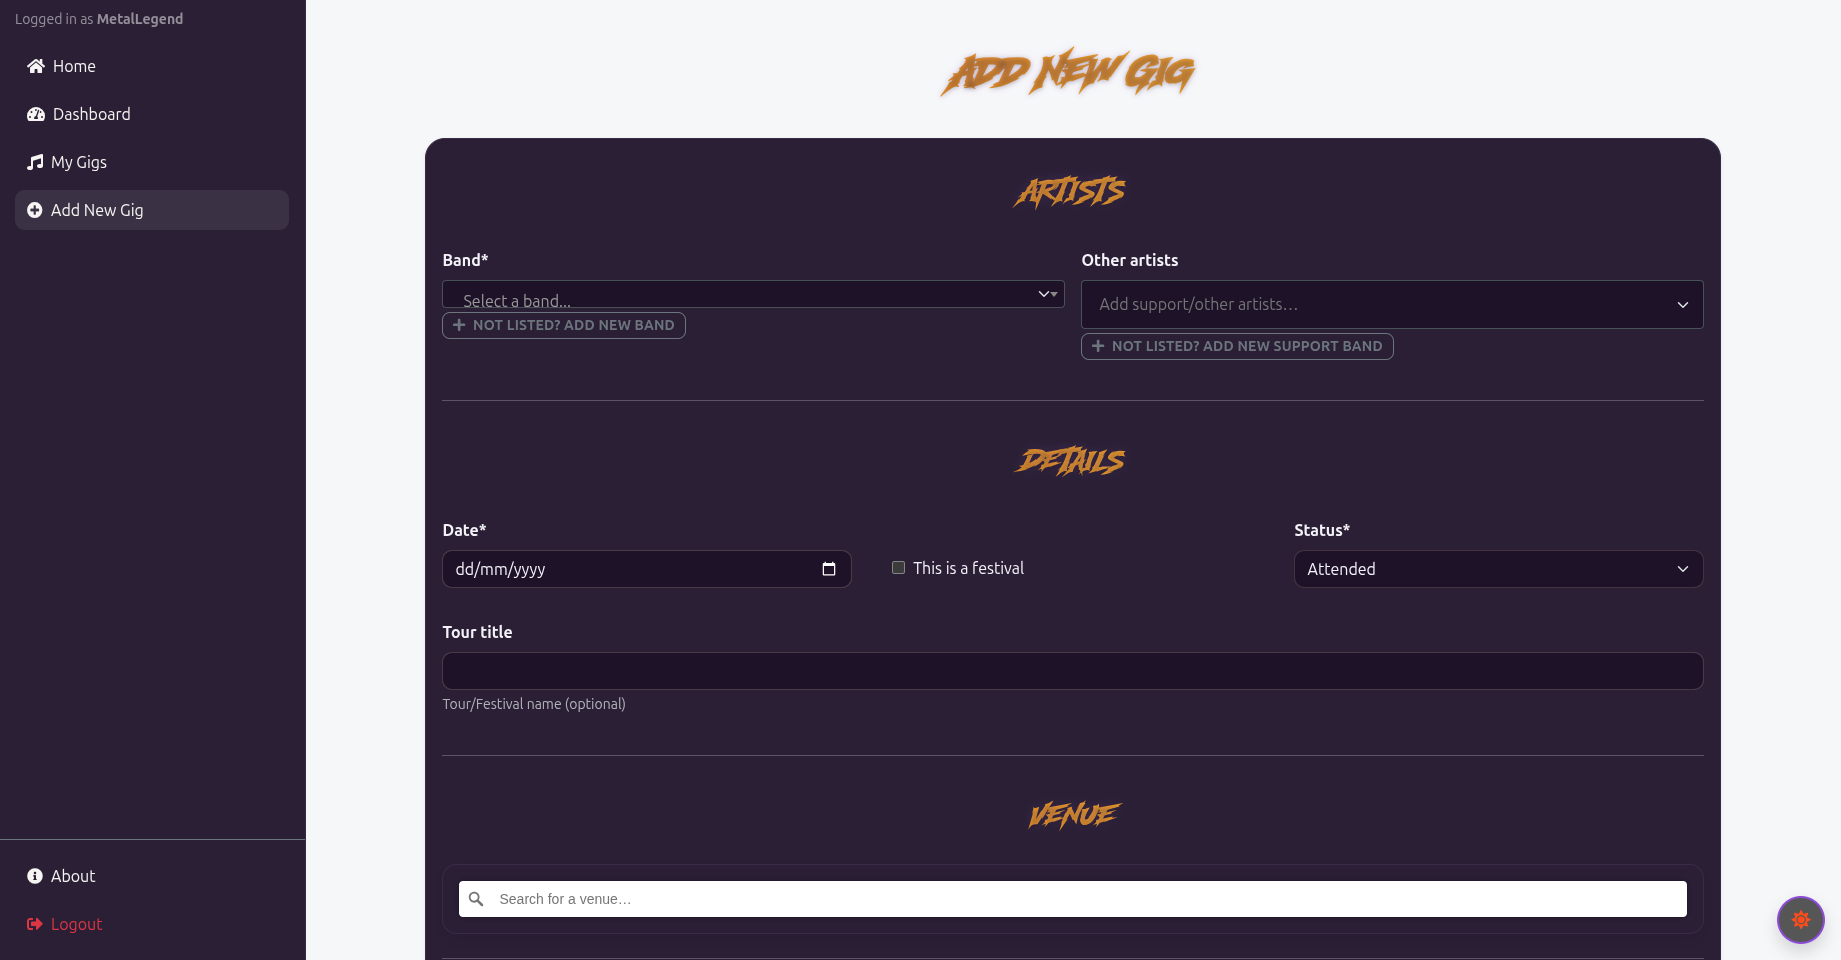 Logged in as MetalLegend
Home
Dashboard
My Gigs
Add New Gig
About
Logout
Add New Gig
Artists
Band*
Select a band...
NOT LISTED? ADD NEW BAND
Other artists
Add support/other artists…
NOT LISTED? ADD NEW SUPPORT BAND
Details
Date*
dd/mm/yyyy
This is a festival
Status*
Attended
Tour title
Tour/Festival name (optional)
Venue
Search for a venue…